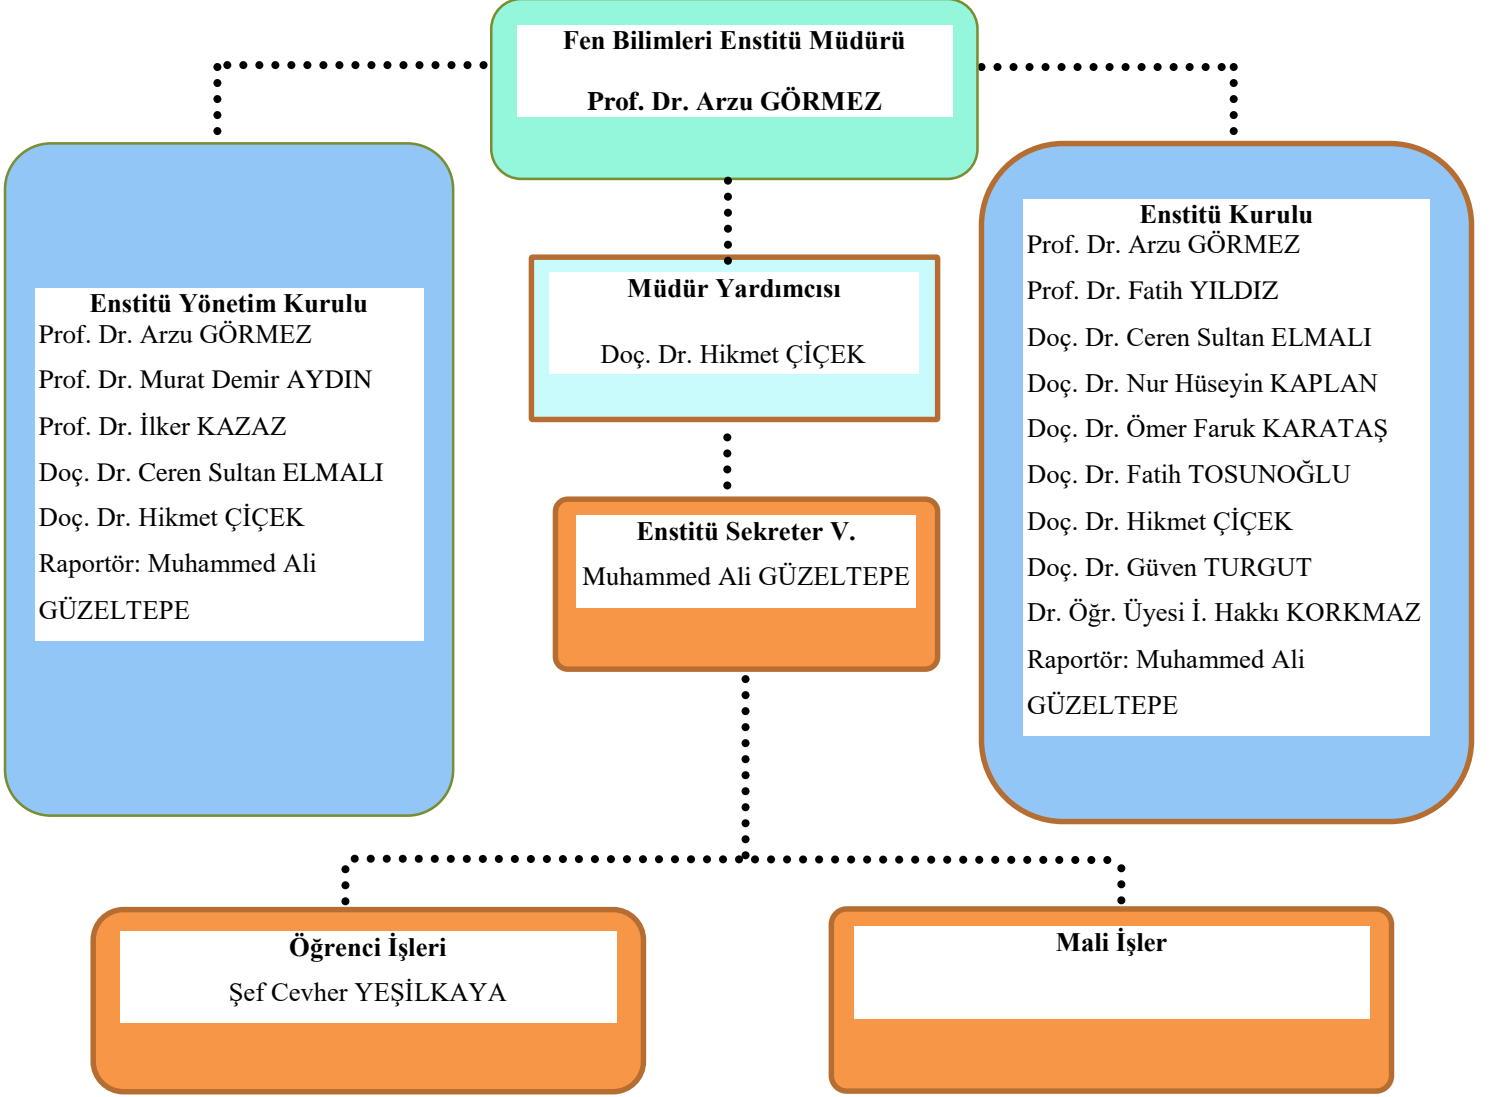 Fen Bilimleri Enstitü Müdürü
Prof. Dr. Arzu GÖRMEZ
Enstitü Yönetim Kurulu
Prof. Dr. Arzu GÖRMEZ
Prof. Dr. Murat Demir AYDIN
Prof. Dr. İlker KAZAZ
Doç. Dr. Ceren Sultan ELMALI
Doç. Dr. Hikmet ÇİÇEK
Raportör: Muhammed Ali
GÜZELTEPE
Müdür Yardımcısı
Doç. Dr. Hikmet ÇİÇEK
Enstitü Sekreter V.
Muhammed Ali GÜZELTEPE
Enstitü Kurulu
Prof. Dr. Arzu GÖRMEZ
Prof. Dr. Fatih YILDIZ
Doç. Dr. Ceren Sultan ELMALI
Doç. Dr. Nur Hüseyin KAPLAN
Doç. Dr. Ömer Faruk KARATAŞ
Doç. Dr. Fatih TOSUNOĞLU
Doç. Dr. Hikmet ÇİÇEK
Doç. Dr. Güven TURGUT
Dr. Öğr. Üyesi İ. Hakkı KORKMAZ
Raportör: Muhammed Ali
GÜZELTEPE
Öğrenci İşleri
Şef Cevher YEŞİLKAYA
Mali İşler